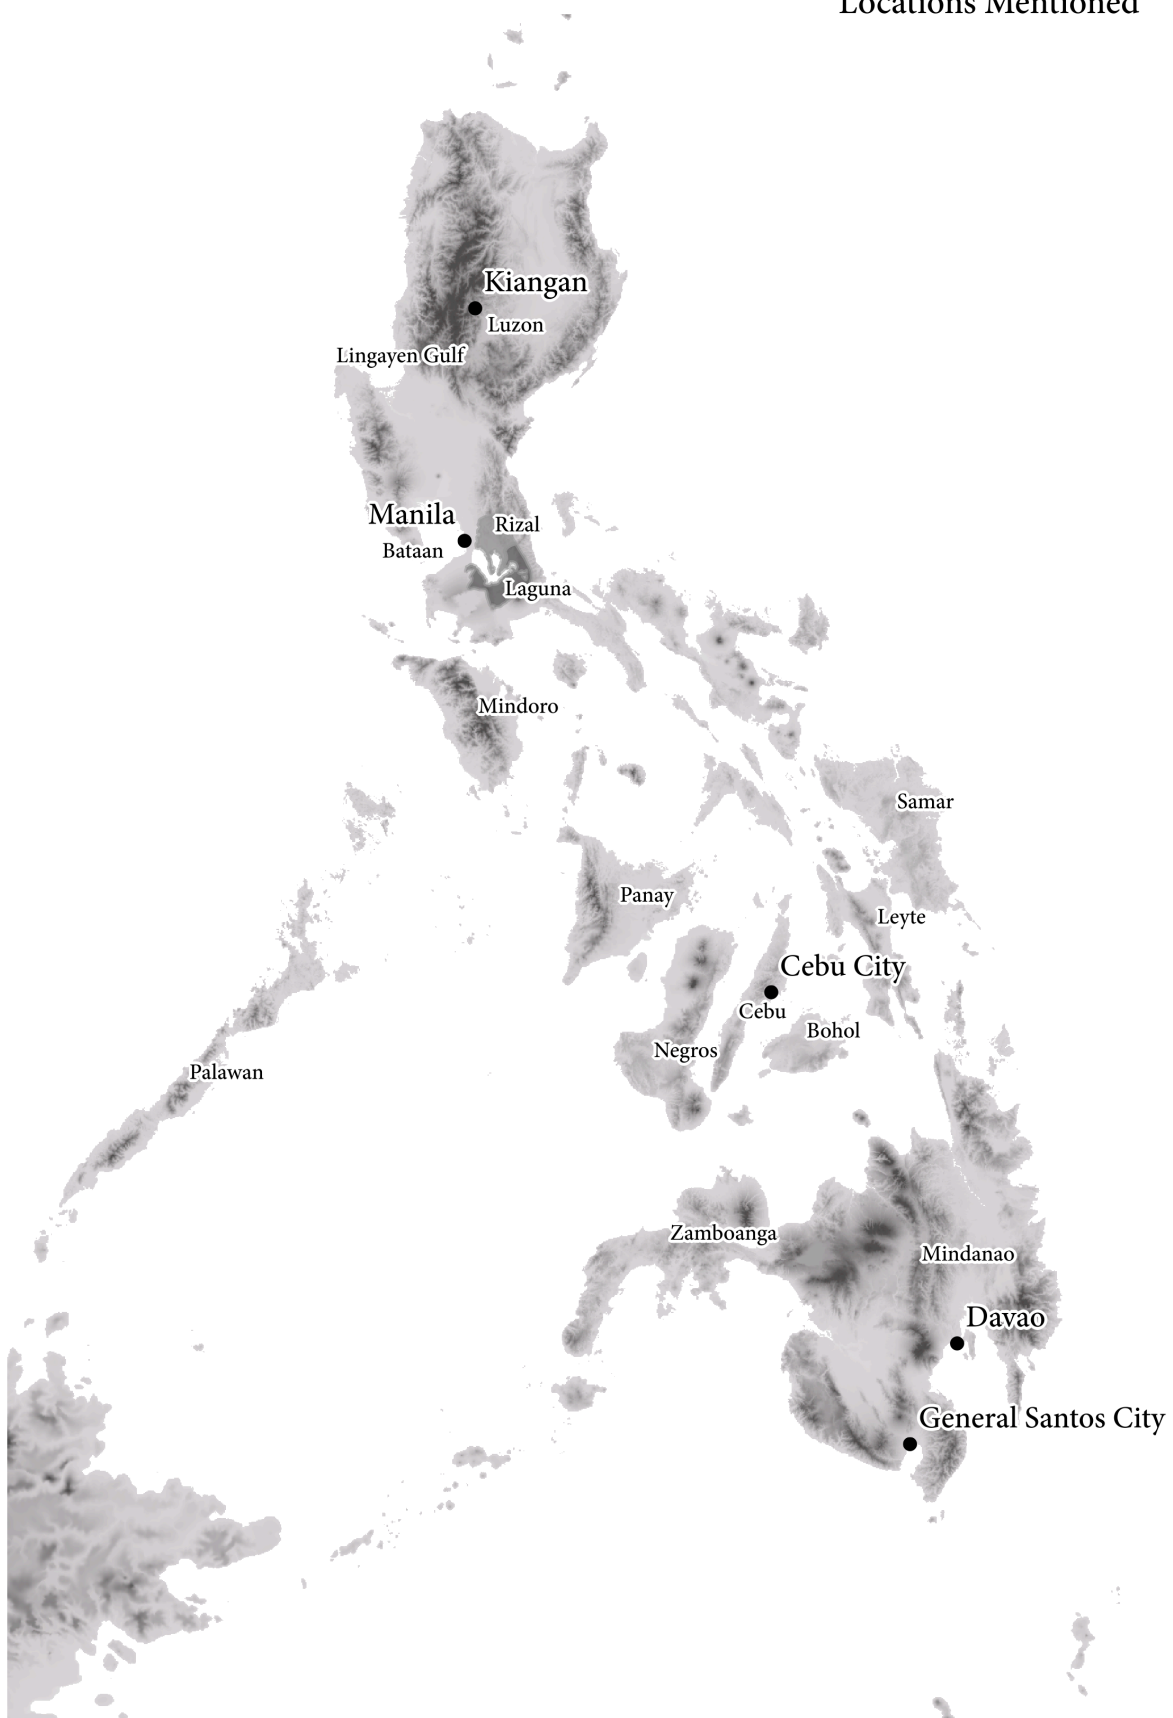 Locations Mentioned
Kiangan
Luzon
Lingayen Gulf
Manila
Rizal
Bataan
Laguna
Mindoro
Samar
Panay
Leyte
Cebu City
Cebu
Bohol
Negros
Palawan
Zamboanga
Mindanao
Davao
General Santos City